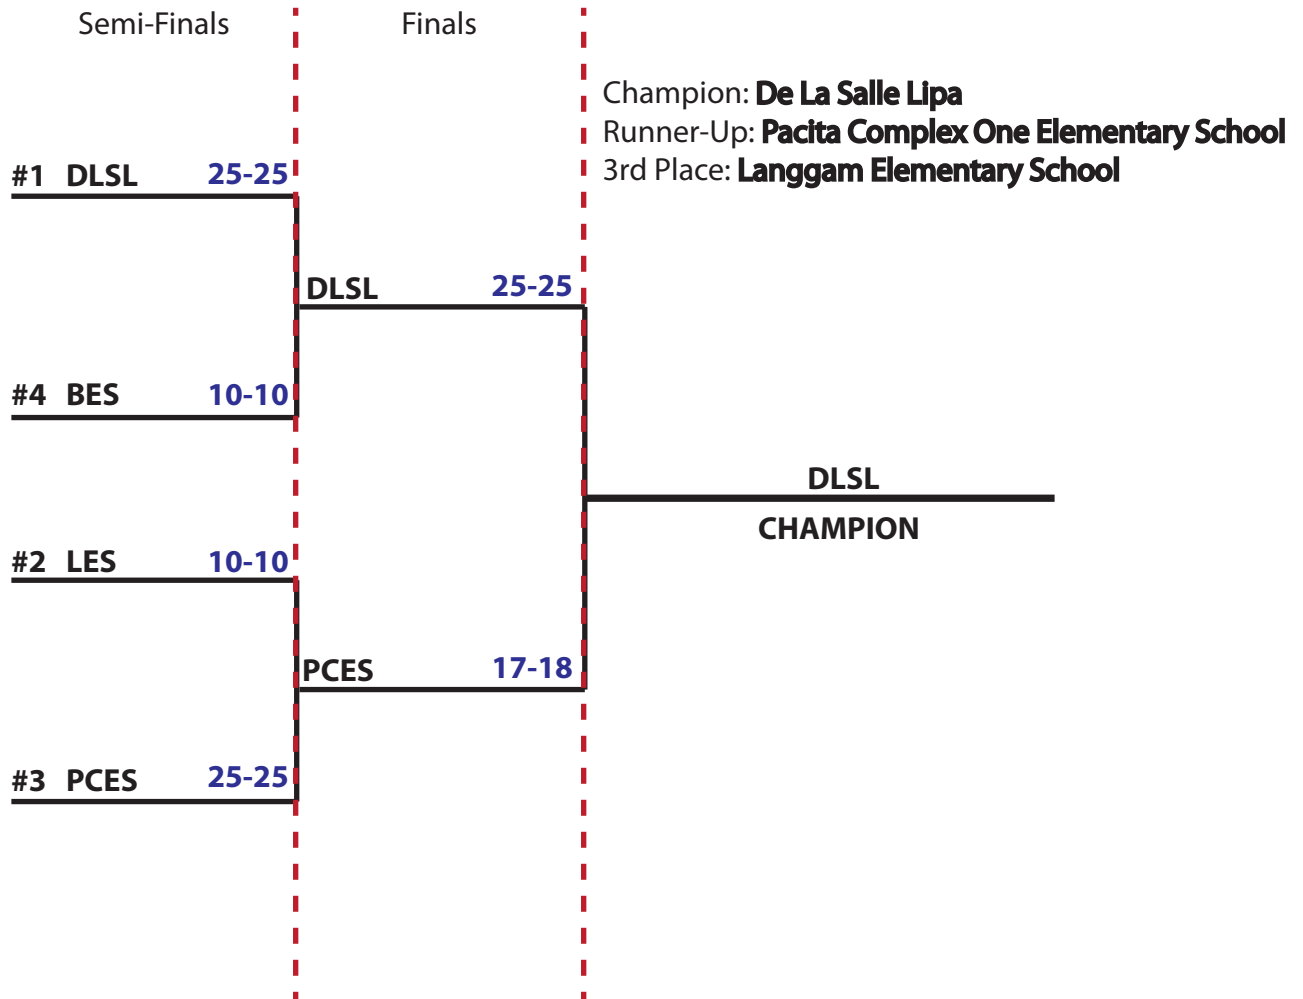 Semi-Finals
Finals
Champion: De La Salle Lipa
Runner-Up: Pacita Complex One Elementary School
3rd Place: Langgam Elementary School
#1 DLSL 25-25
DLSL 25-25
#4 BES 10-10
DLSL
CHAMPION
#2 LES 10-10
PCES 17-18
#3 PCES 25-25